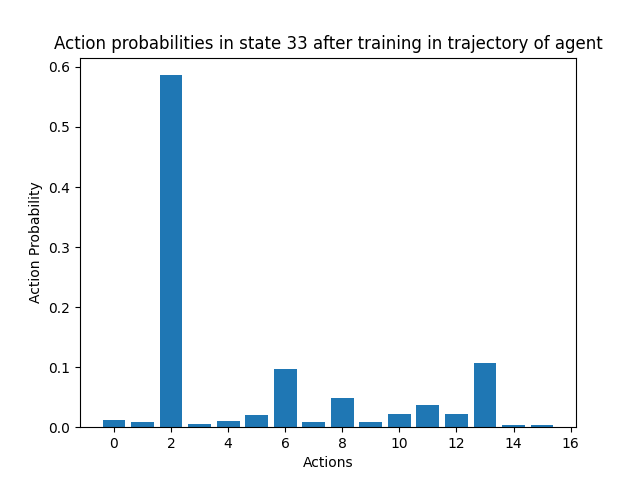 Action probabilities in state 33 after training in trajectory of agent
0.6
0.5
0.4
0.3
0.2
0.1
0.0
Action Probability
0 2 4 6 8 10 12 14 16
Actions